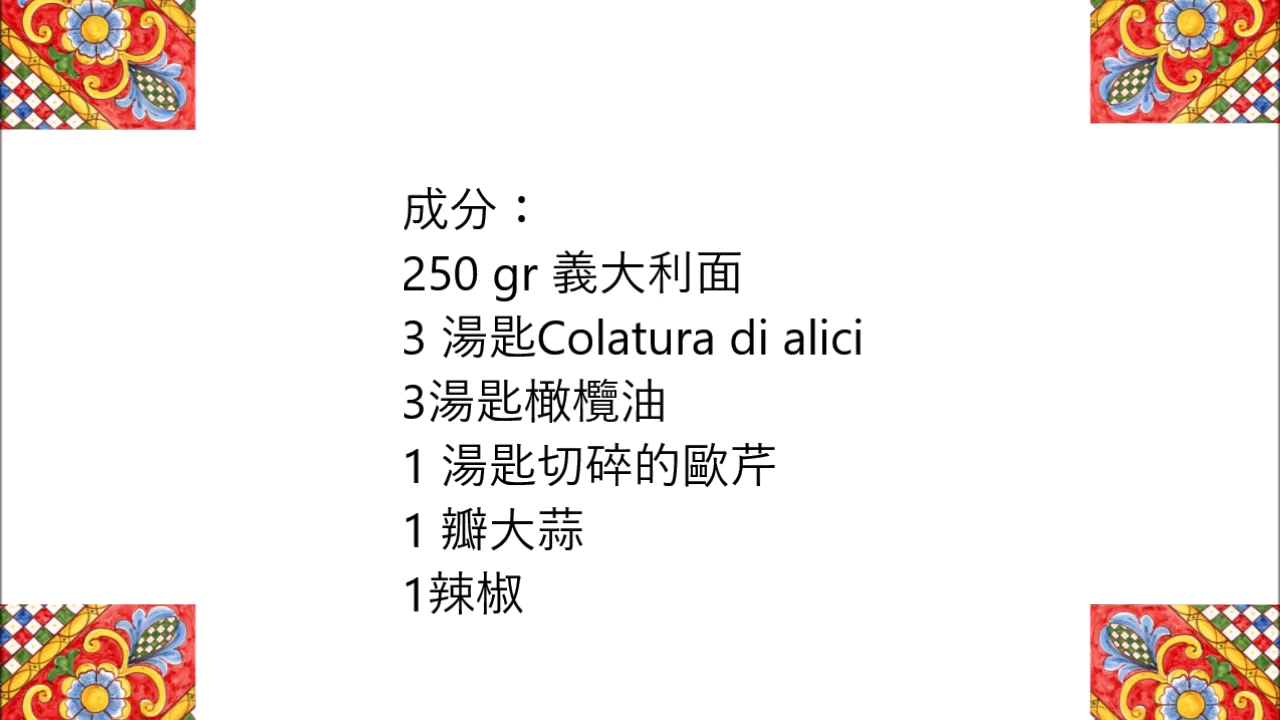 成分：
250 gr 義大利面
3 湯匙Colatura di alici
3湯匙橄欖油
1 湯匙切碎的歐芹
1 瓣大蒜
1辣椒